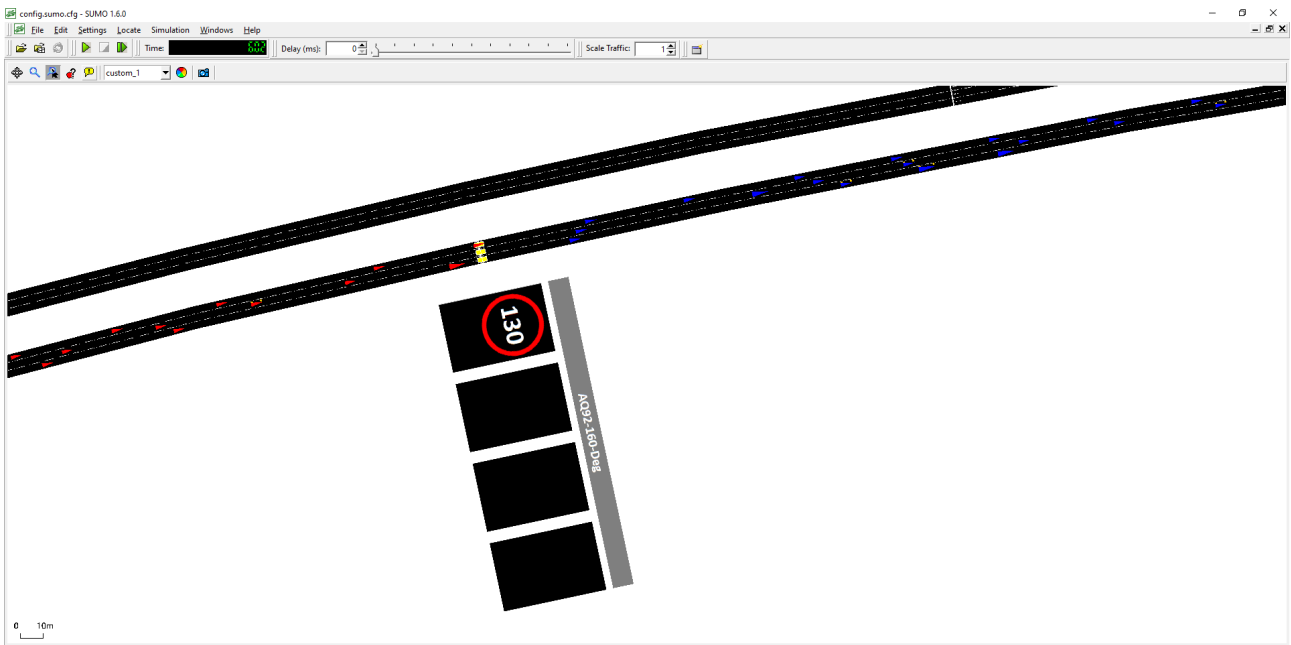 config.sumo.cfg - SUMO 1.6.0
File Edit Settings Locate Simulation Windows Help
Time: Delay (ms): 0 Scale Traffic: 1
custom_1
130
AQ92-160-Deg
0 10m